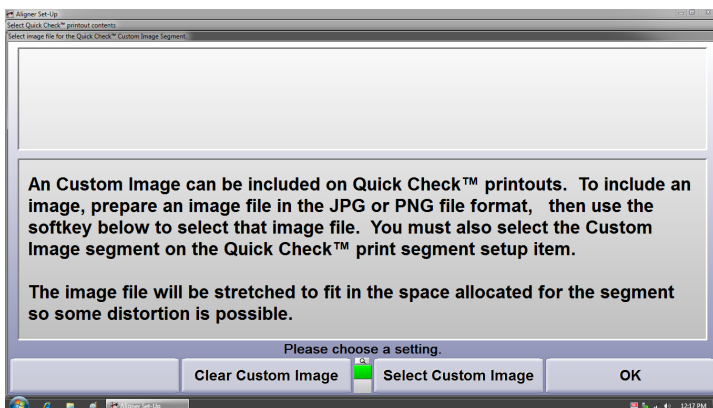 Aligner Set-Up
Select Quick Check™ printout contents
Select image file for the Quick Check™ Custom Image Segment.
An Custom Image can be included on Quick Check™ printouts. To include an
image, prepare an image file in the JPG or PNG file format, then use the
softkey below to select that image file. You must also select the Custom
Image segment on the Quick Check™ print segment setup item.
The image file will be stretched to fit in the space allocated for the segment
so some distortion is possible.
Please choose a setting.
Clear Custom Image
Select Custom Image
OK
Aligner Set-Up
12:17 PM